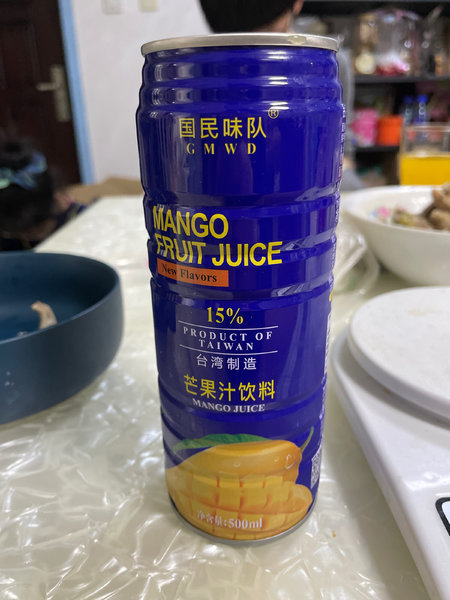 国民味队®
GMWD
MANGO
FRUIT JUICE
New Flavors
15%
PRODUCT OF
TAIWAN
台湾制造
芒果汁饮料
MANGO JUICE
净含量:500ml